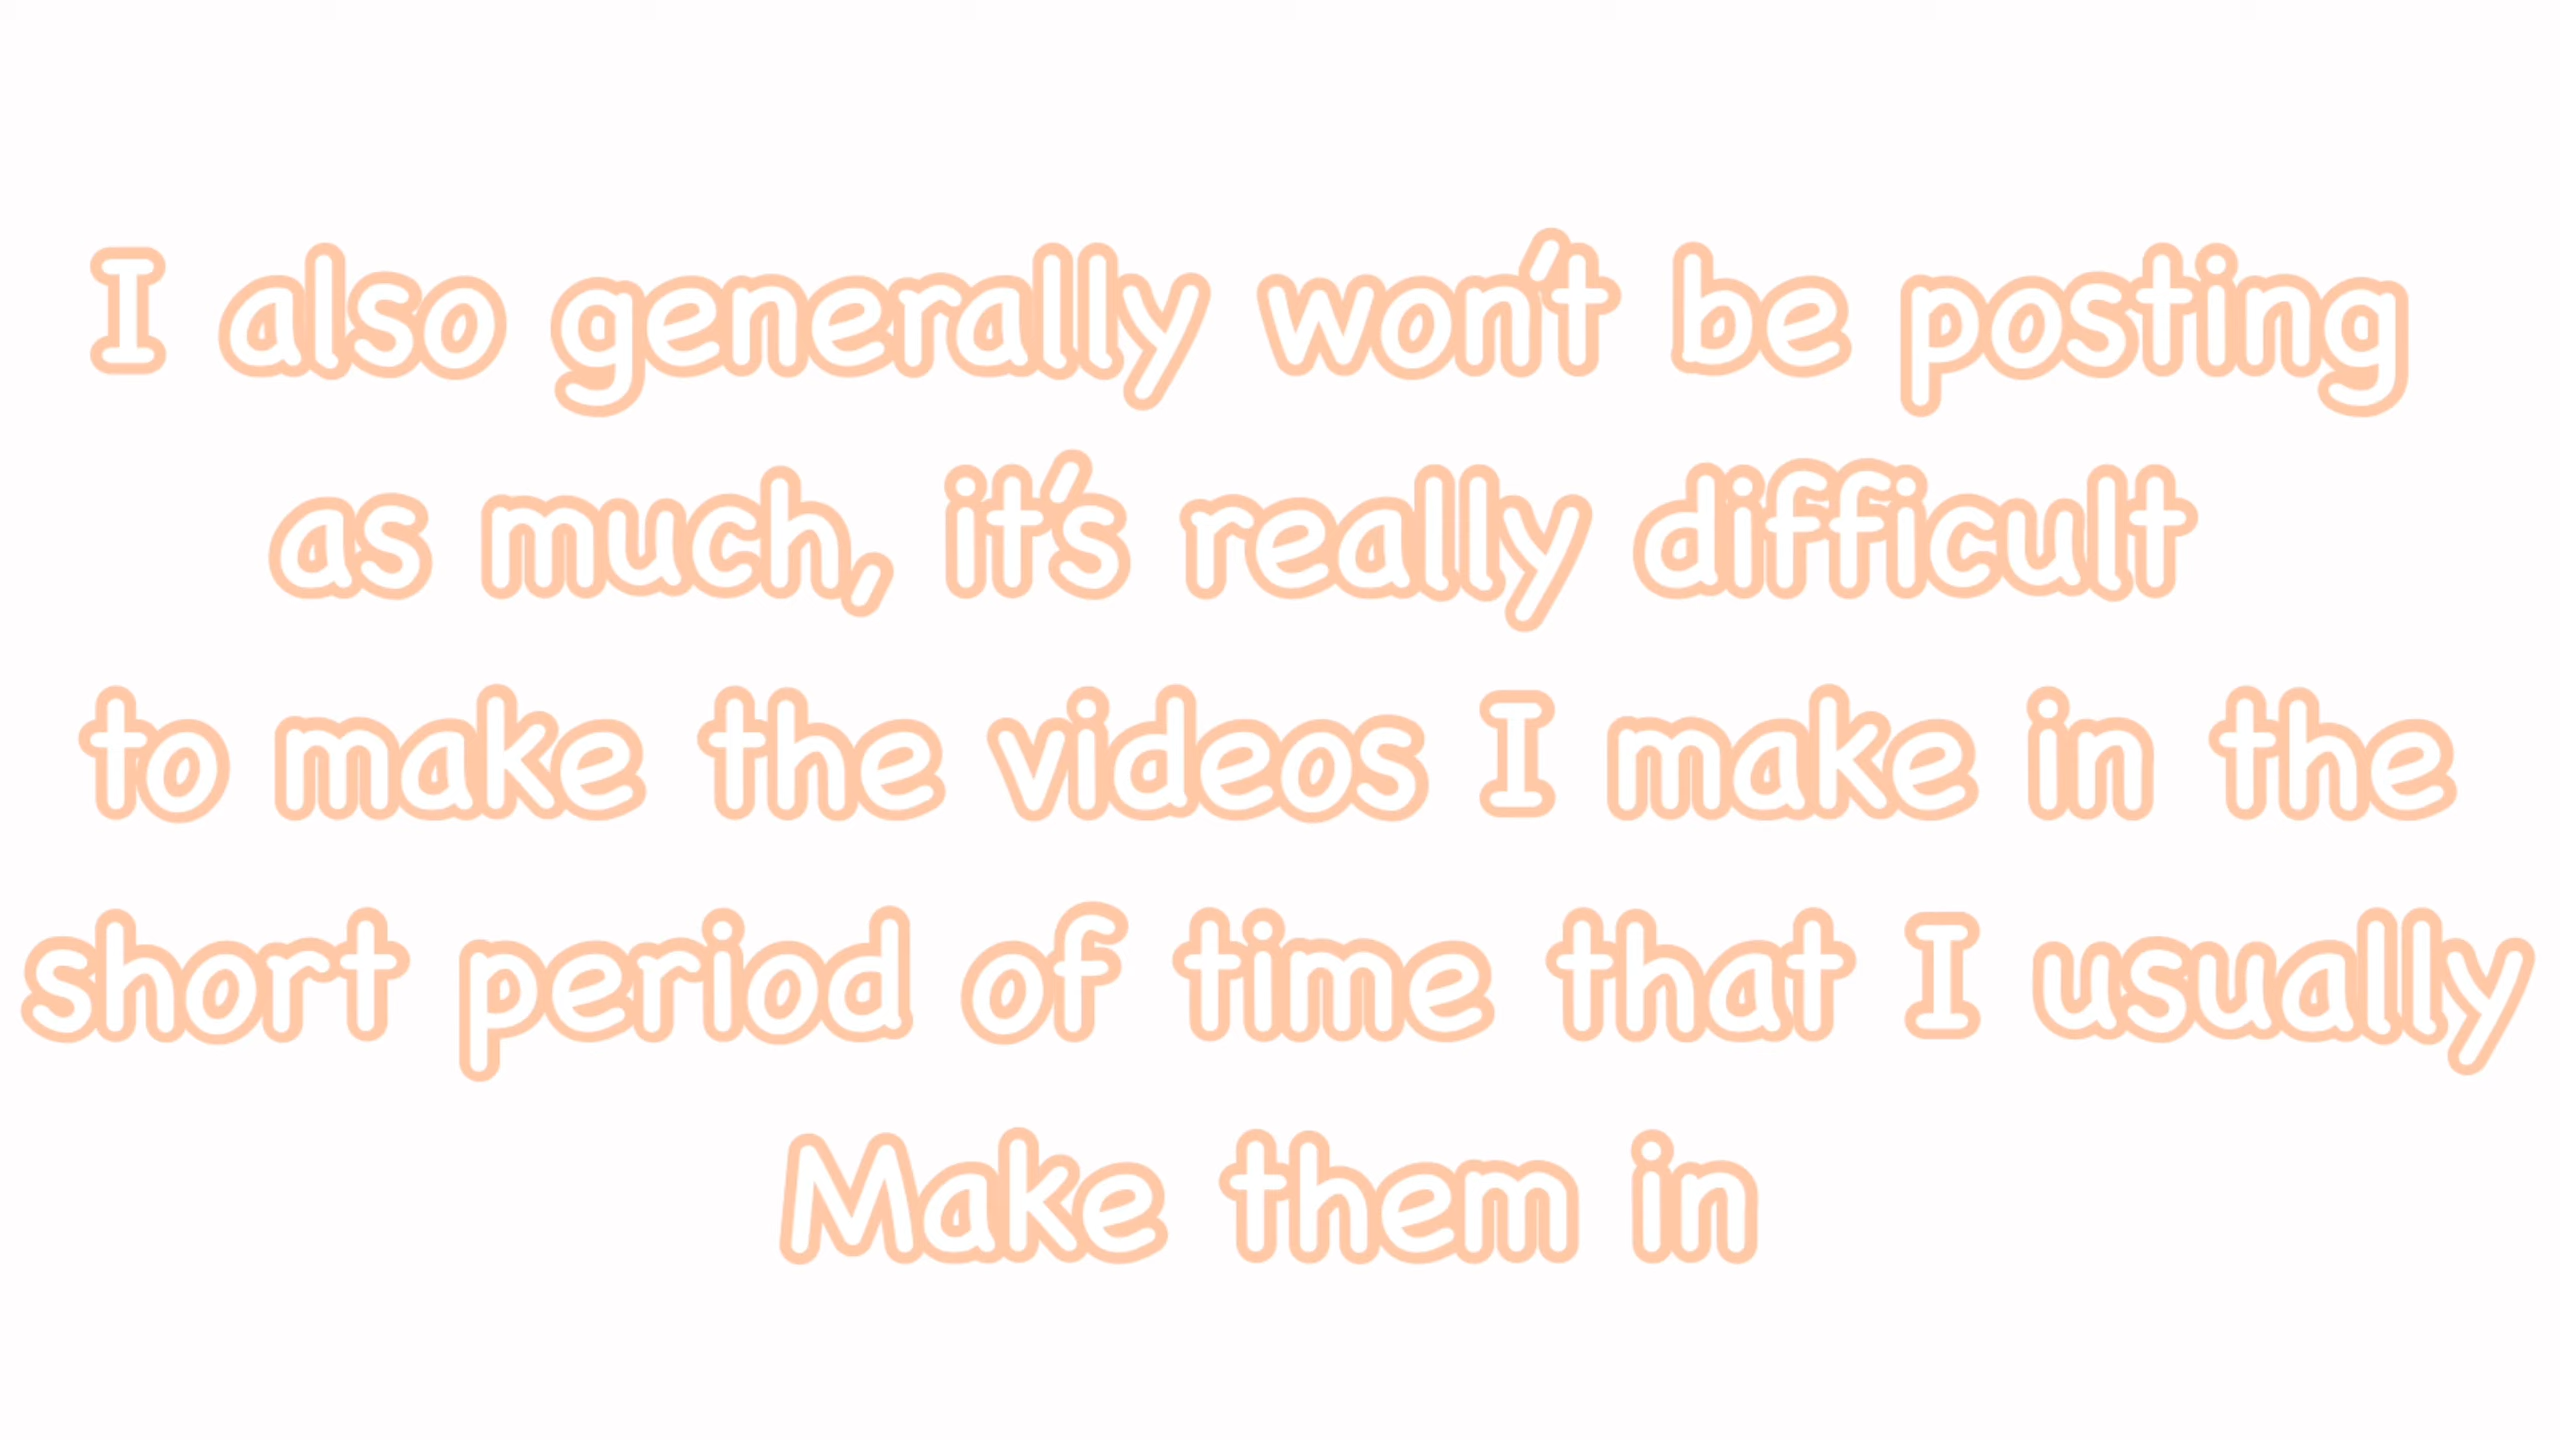 I also generally won't be posting
as much, it's really difficult
to make the videos I make in the
short period of time that I usually
Make them in